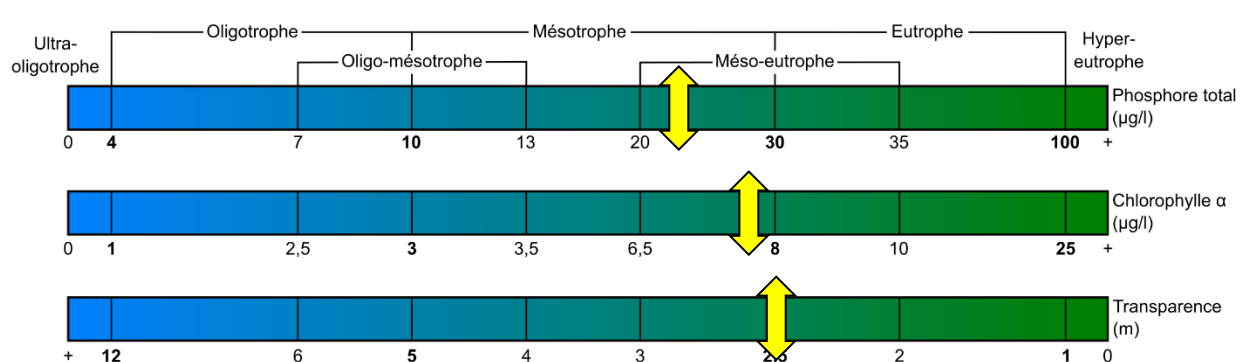 Ultra-
oligotrophe
Oligotrophe
Mésotrophe
Eutrophe
Hyper-
eutrophe
Oligo-mésotrophe
Méso-eutrophe
Phosphore total
(µg/l)
0 4 7 10 13 20 30 35 100 +
Chlorophylle α
(µg/l)
0 1 2,5 3 3,5 6,5 8 10 25 +
Transparence
(m)
+ 12 6 5 4 3 2,5 2 1 0